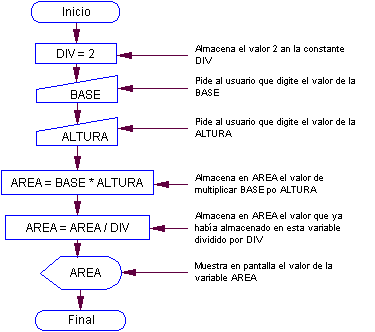 Inicio
DIV = 2
Almacena el valor 2 an la constante
DIV
BASE
Pide al usuario que digite el valor de la
BASE
ALTURA
Pide al usuario que digite el valor de la
ALTURA
AREA = BASE * ALTURA
Almacena en AREA el valor de
multiplicar BASE po ALTURA
AREA = AREA / DIV
Almacena en AREA el valor que ya
había almacenado en esta variable
dividido por DIV
AREA
Muestra en pantalla el valor de la
variable AREA
Final